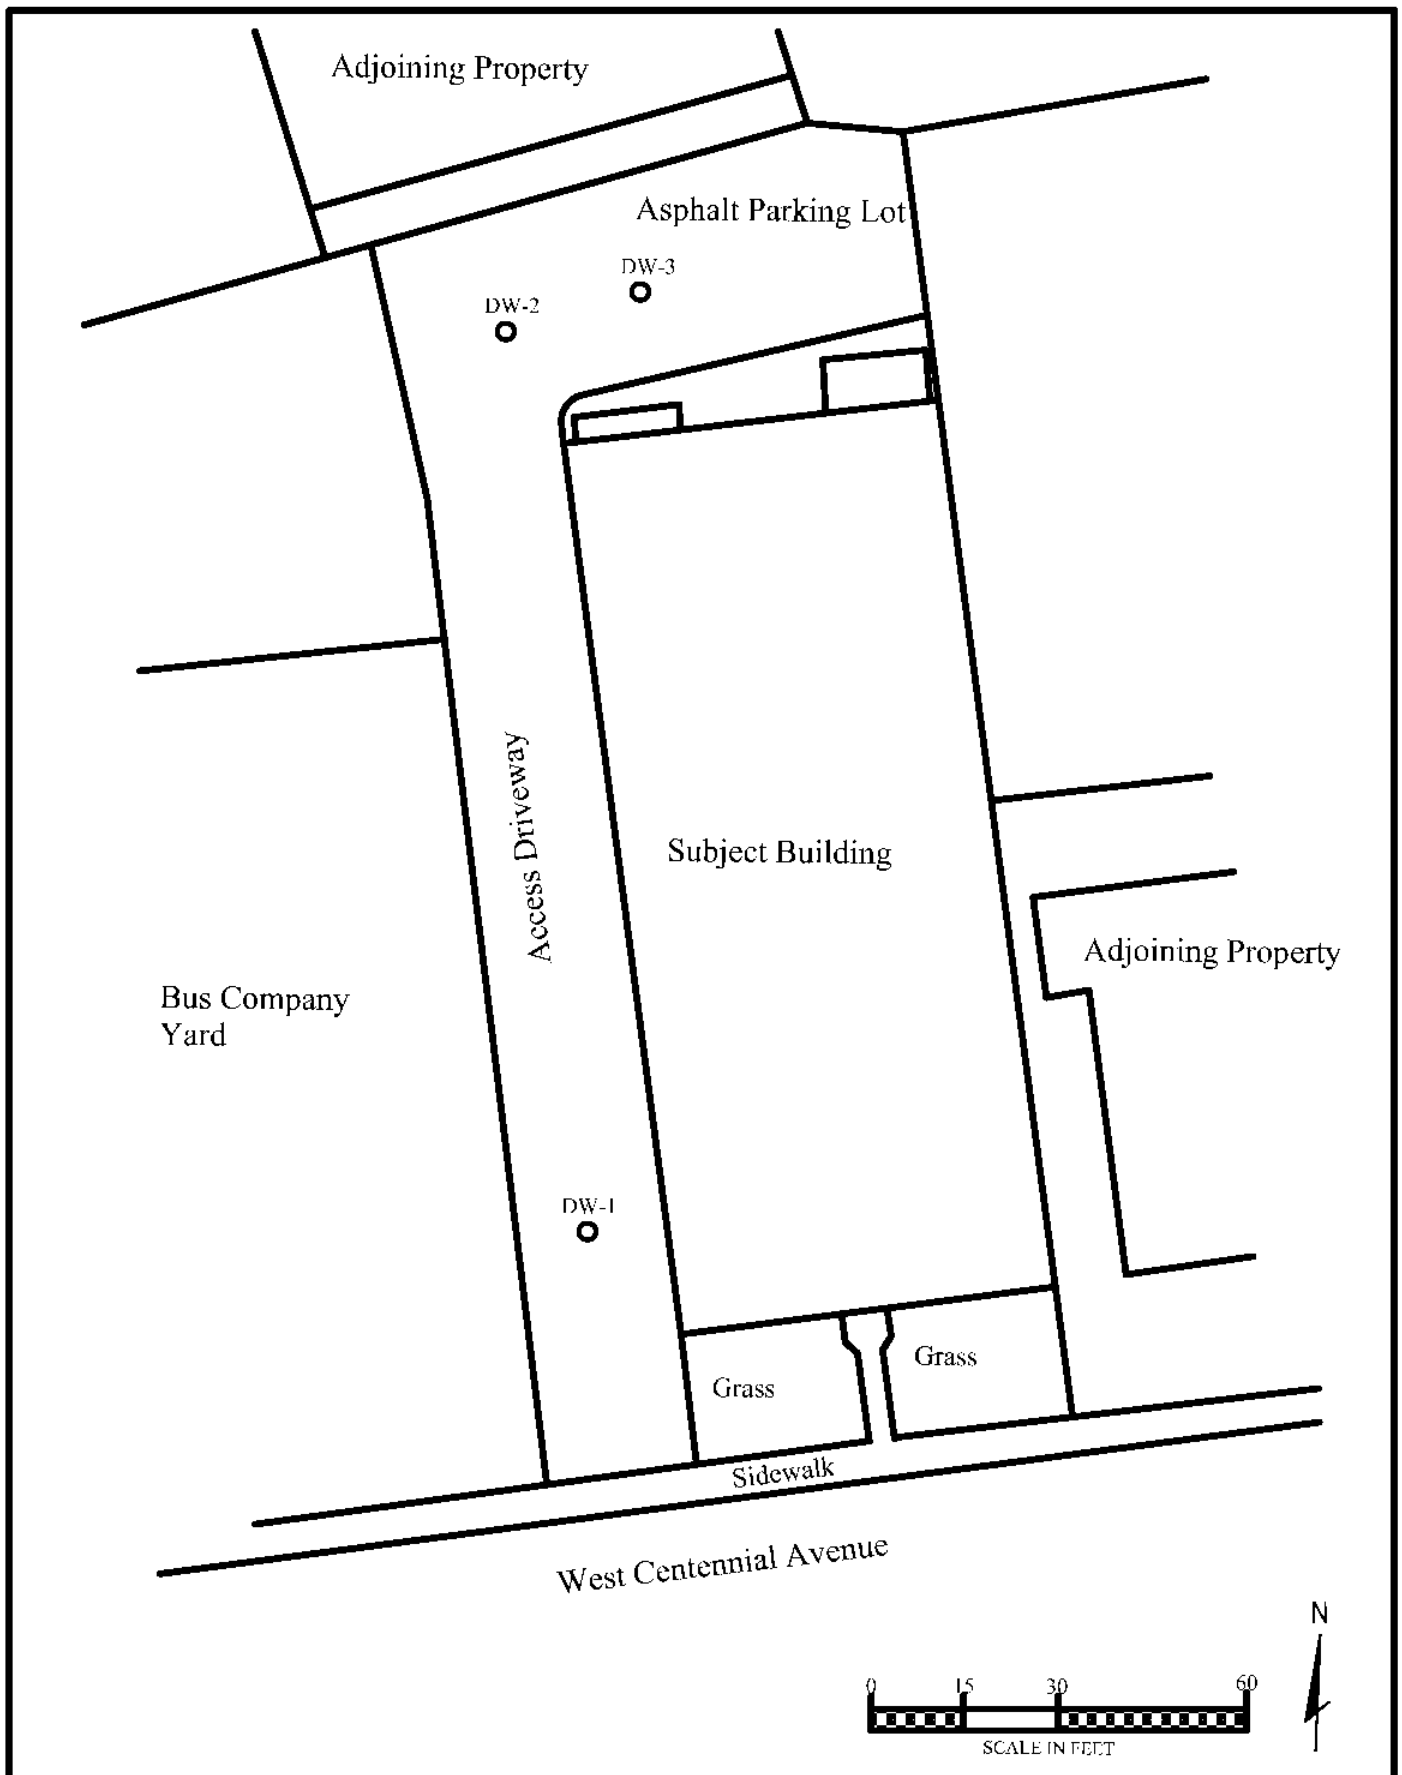 Adjoining Property
Asphalt Parking Lot
DW-3
DW-2
Access Driveway
Subject Building
Adjoining Property
Bus Company
Yard
DW-1
Grass
Grass
Sidewalk
West Centennial Avenue
N
0 15 30 60
SCALE IN FEET